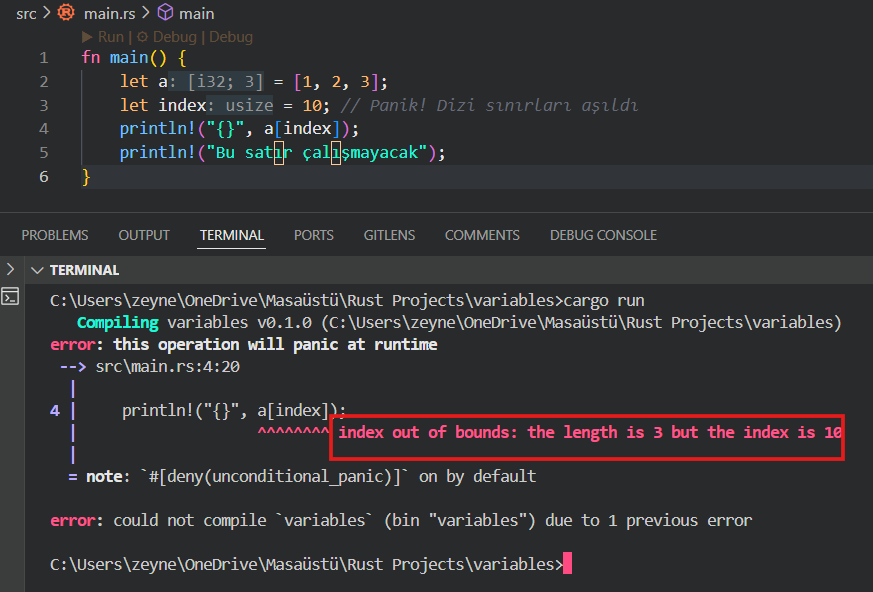 src > main.rs > main
Run | Debug | Debug
1 fn main() {
2 let a: [i32; 3] = [1, 2, 3];
3 let index: usize = 10; // Panik! Dizi sınırları aşıldı
4 println!("{}", a[index]);
5 println!("Bu satır çalışmayacak");
6 }
PROBLEMS OUTPUT TERMINAL PORTS GITLENS COMMENTS DEBUG CONSOLE
TERMINAL
C:\Users\zeyne\OneDrive\Masaüstü\Rust Projects\variables>cargo run
Compiling variables v0.1.0 (C:\Users\zeyne\OneDrive\Masaüstü\Rust Projects\variables)
error: this operation will panic at runtime
--> src\main.rs:4:20
|
4 | println!("{}", a[index]);
| ^^^^^^^^ index out of bounds: the length is 3 but the index is 10
|
= note: `#[deny(unconditional_panic)]` on by default
error: could not compile `variables` (bin "variables") due to 1 previous error
C:\Users\zeyne\OneDrive\Masaüstü\Rust Projects\variables>